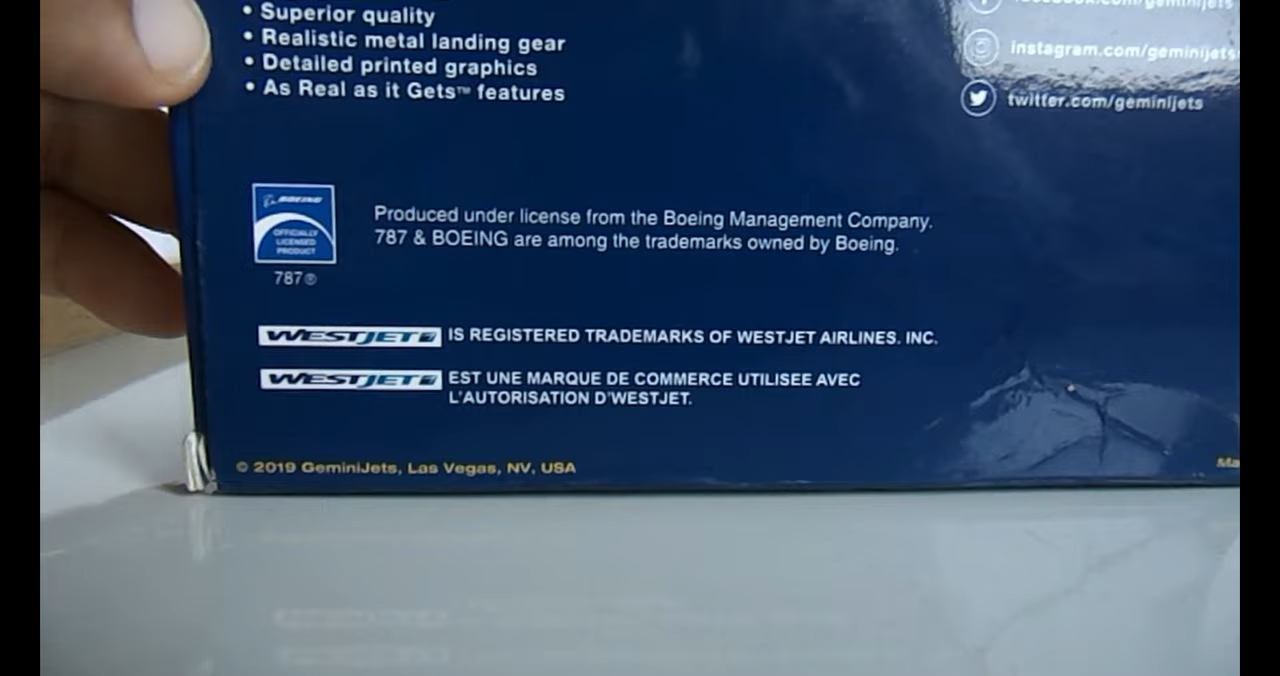 • Superior quality
• Realistic metal landing gear
• Detailed printed graphics
• As Real as it Gets™ features
facebook.com/geminijets
instagram.com/geminijets
twitter.com/geminijets
BOEING
OFFICIALLY
LICENSED
PRODUCT
787®
Produced under license from the Boeing Management Company.
787 & BOEING are among the trademarks owned by Boeing.
WESTJET IS REGISTERED TRADEMARKS OF WESTJET AIRLINES. INC.
WESTJET EST UNE MARQUE DE COMMERCE UTILISEE AVEC
L'AUTORISATION D'WESTJET.
© 2019 GeminiJets, Las Vegas, NV, USA